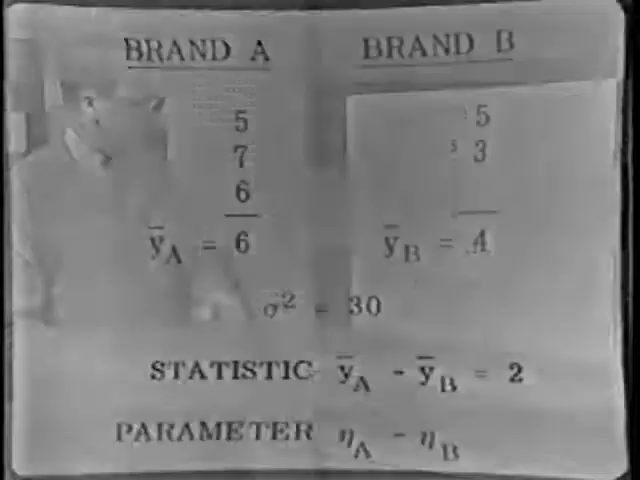 BRAND A BRAND B
5 5
7 3
6
ȳA = 6 ȳB = 4
σ² = 30
STATISTIC ȳA - ȳB = 2
PARAMETER ηA - ηB